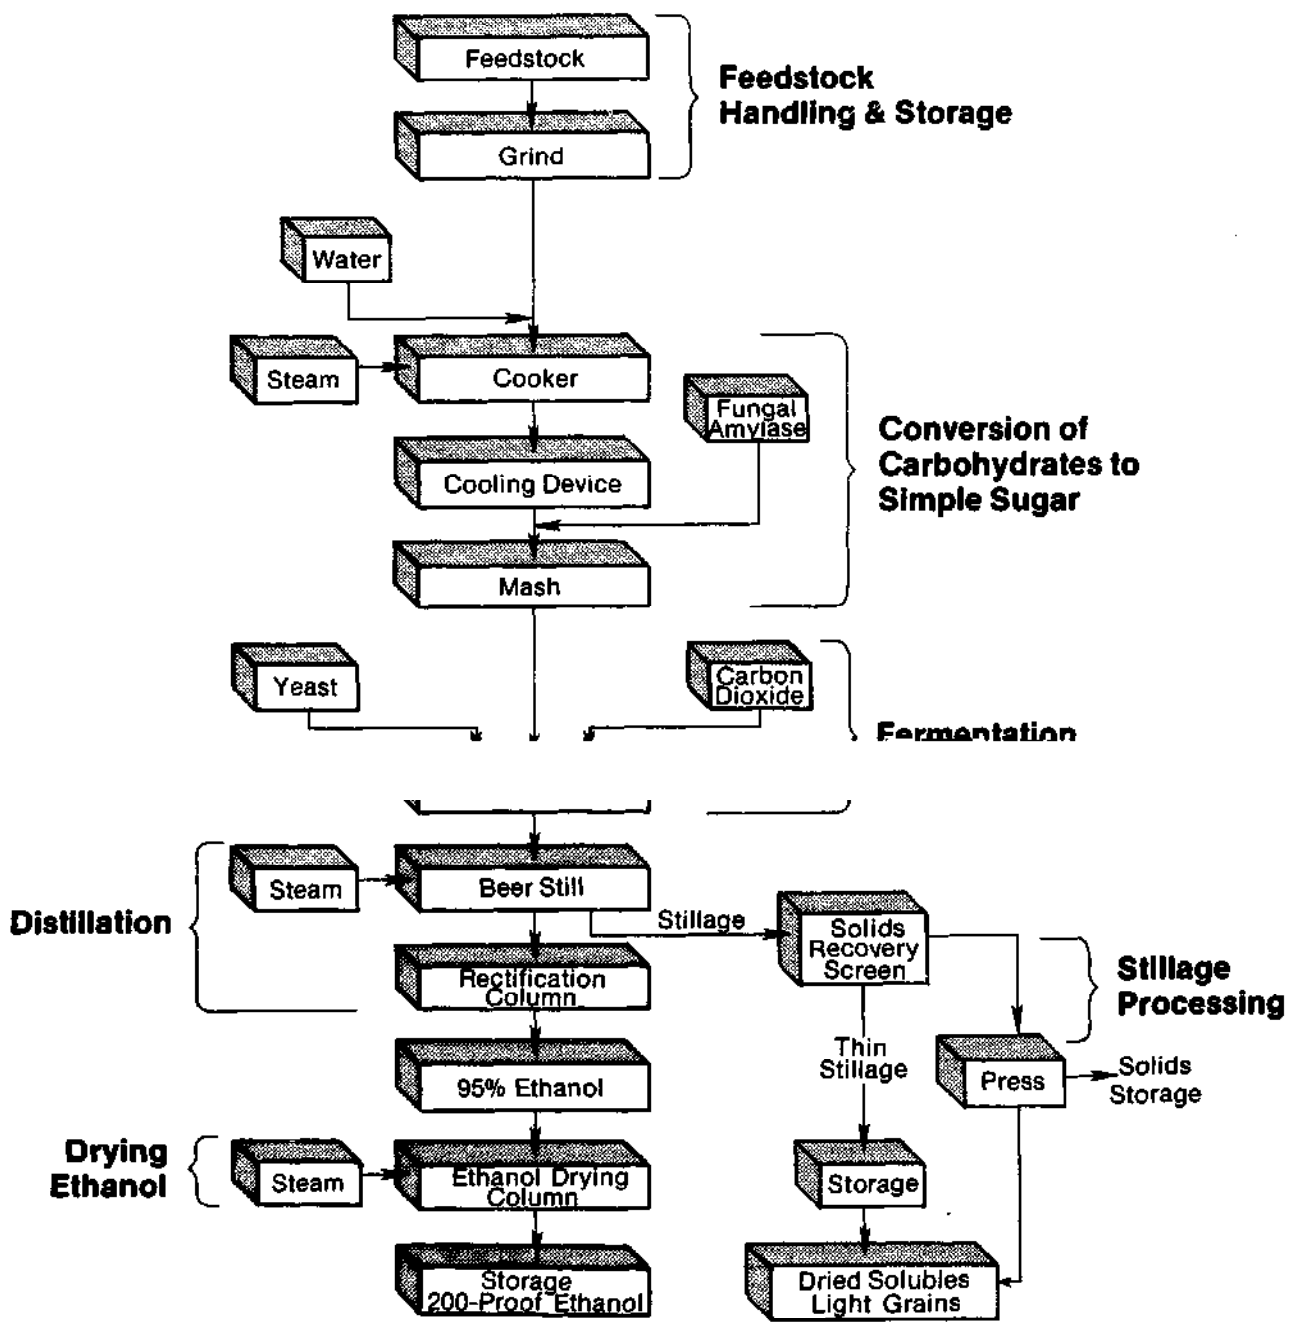 Feedstock
Feedstock
Handling & Storage
Grind
Water
Steam
Cooker
Fungal
Amylase
Conversion of
Carbohydrates to
Simple Sugar
Cooling Device
Mash
Yeast
Carbon
Dioxide
Fermentation
Distillation
Steam
Beer Still
Stillage
Solids
Recovery
Screen
Stillage
Processing
Rectification
Column
Thin
Stillage
Press
Solids
Storage
95% Ethanol
Drying
Ethanol
Steam
Ethanol Drying
Column
Storage
Storage
200-Proof Ethanol
Dried Solubles
Light Grains